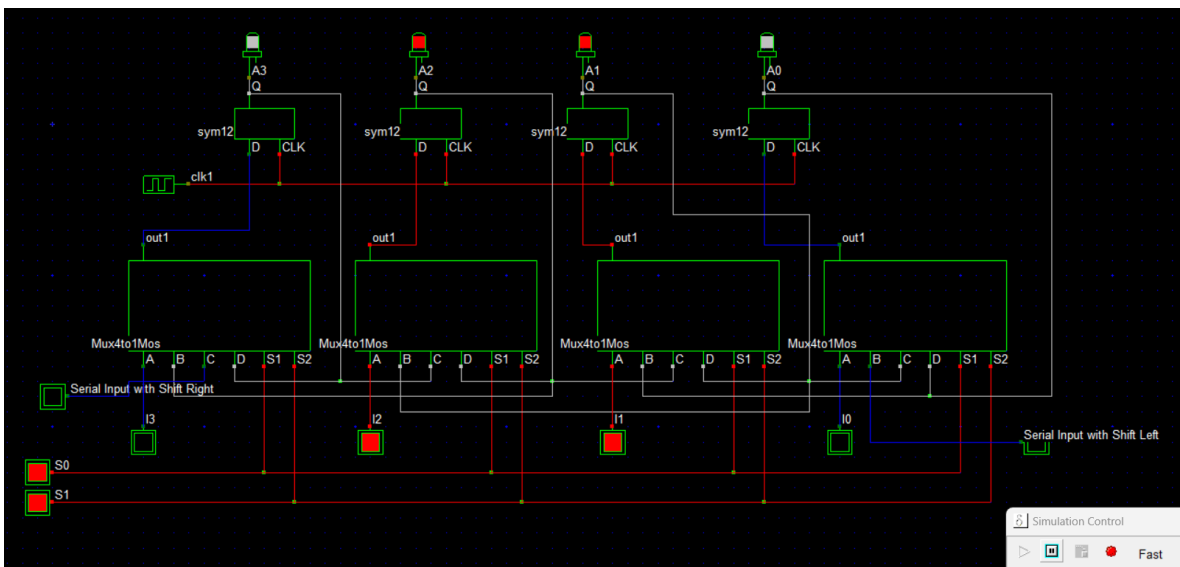 A3 A2 A1 A0
Q Q Q Q
sym12 sym12 sym12 sym12
D CLK D CLK D CLK D CLK
clk1
out1 out1 out1 out1
Mux4to1Mos Mux4to1Mos Mux4to1Mos Mux4to1Mos
A B C D S1 S2 A B C D S1 S2 A B C D S1 S2 A B C D S1 S2
Serial Input with Shift Right
I3 I2 I1 I0
Serial Input with Shift Left
S0
S1
Simulation Control
Fast